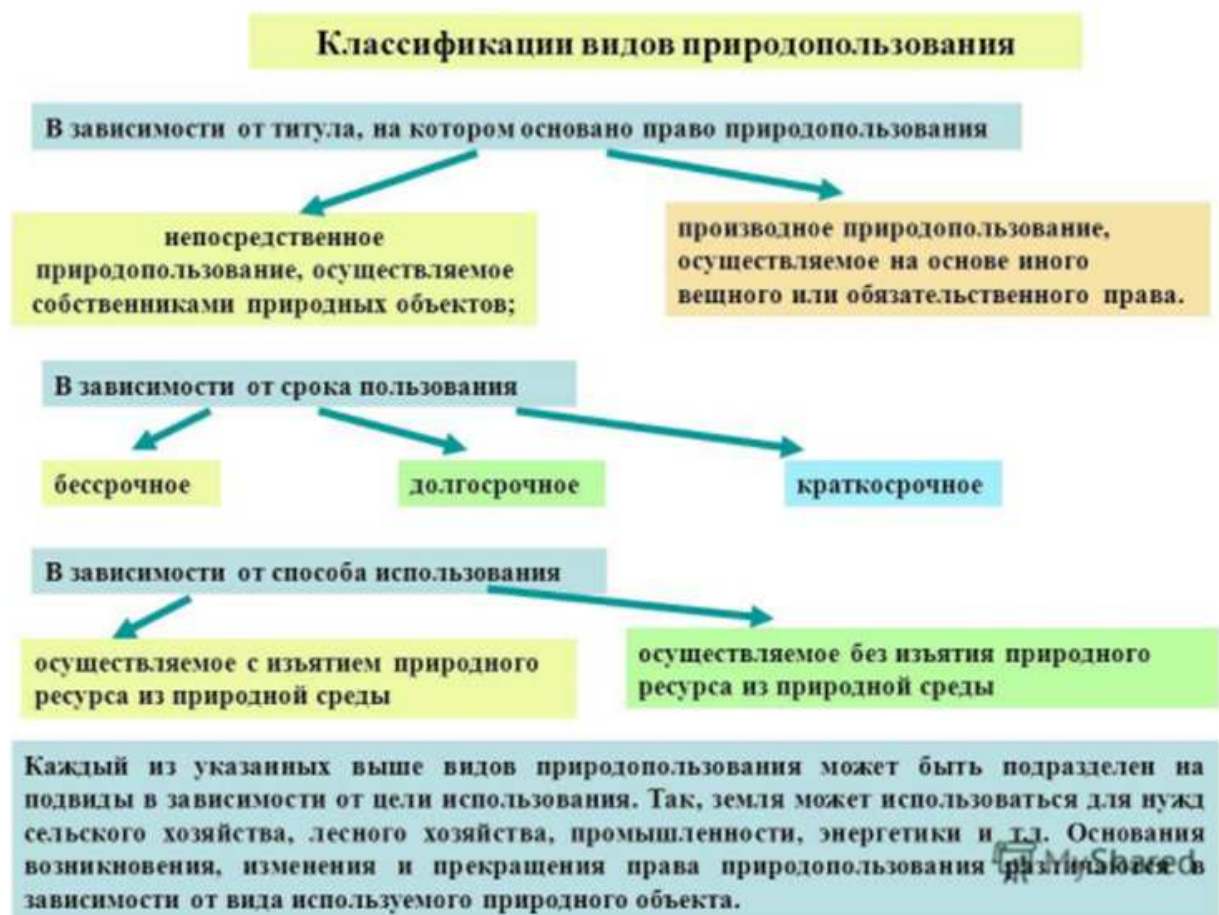 Классификации видов природопользования
В зависимости от титула, на котором основано право природопользования
непосредственное
природопользование, осуществляемое
собственниками природных объектов;
производное природопользование,
осуществляемое на основе иного
вещного или обязательственного права.
В зависимости от срока пользования
бессрочное
долгосрочное
краткосрочное
В зависимости от способа использования
осуществляемое с изъятием природного
ресурса из природной среды
осуществляемое без изъятия природного
ресурса из природной среды
Каждый из указанных выше видов природопользования может быть подразделен на
подвиды в зависимости от цели использования. Так, земля может использоваться для нужд
сельского хозяйства, лесного хозяйства, промышленности, энергетики и т.д. Основания
возникновения, изменения и прекращения права природопользования различаются в
зависимости от вида используемого природного объекта.
MyShared